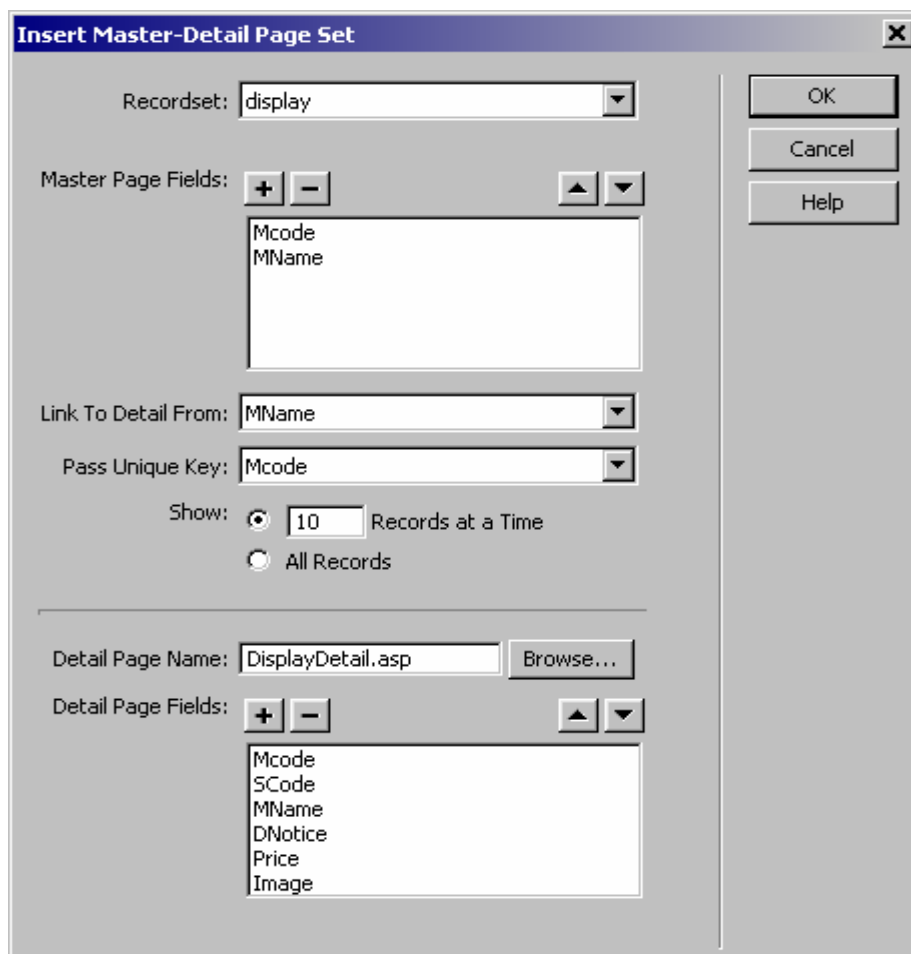 Insert Master-Detail Page Set
Recordset: display
OK
Cancel
Help
Master Page Fields:
Mcode
MName
Link To Detail From: MName
Pass Unique Key: Mcode
Show: 10 Records at a Time
All Records
Detail Page Name: DisplayDetail.asp Browse...
Detail Page Fields:
Mcode
SCode
MName
DNotice
Price
Image